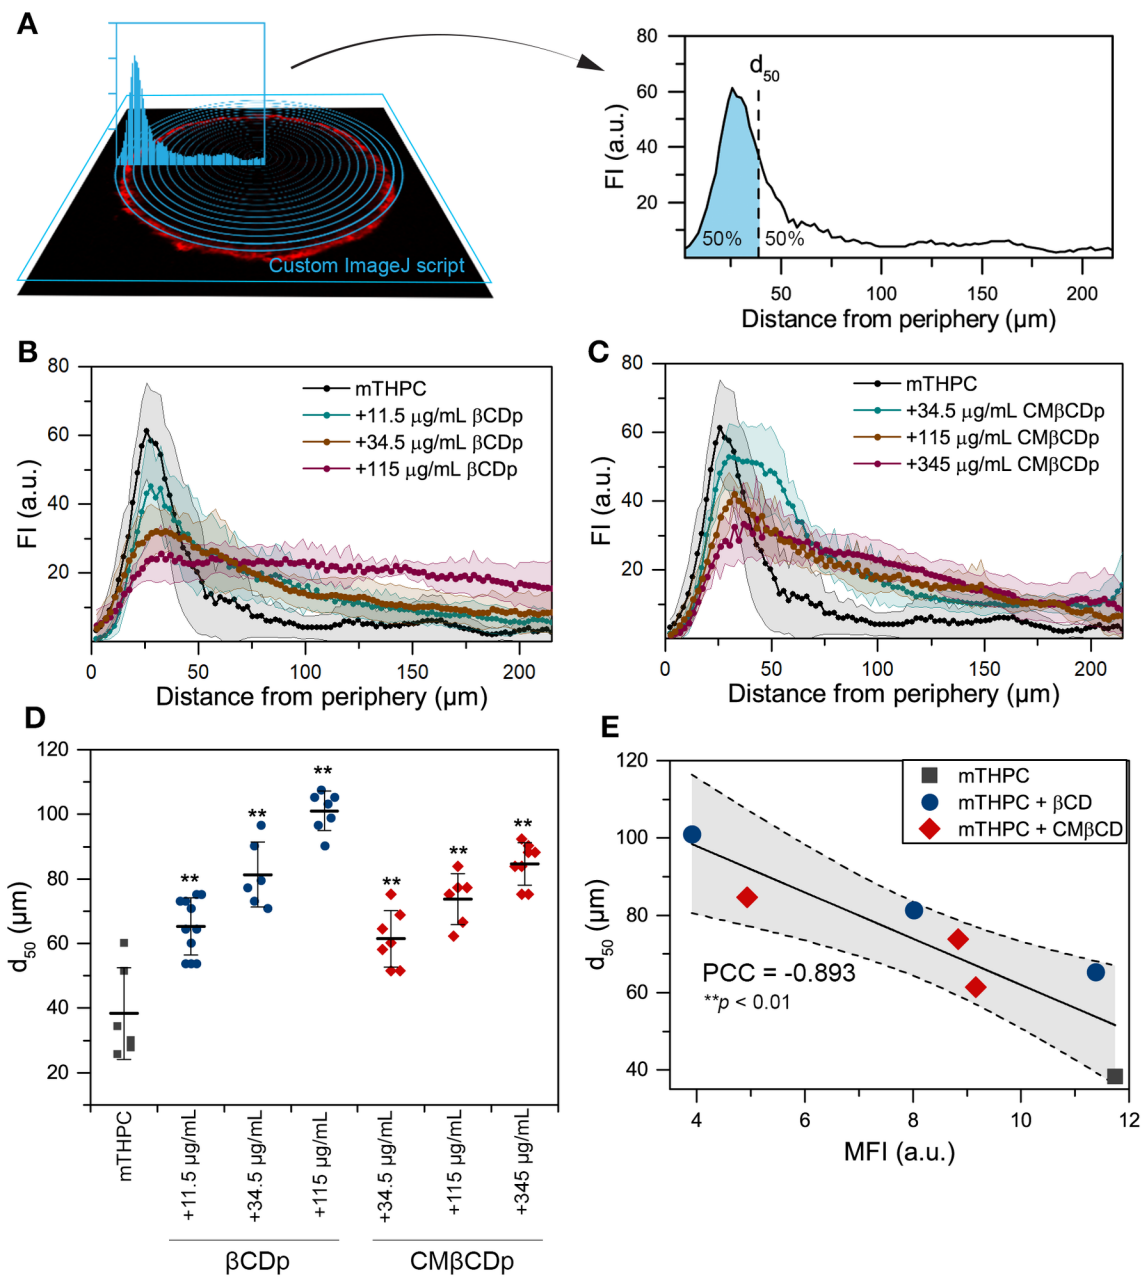 A
Custom ImageJ script
80
60
40
20
FI (a.u.)
d50
50% 50%
50 100 150 200
Distance from periphery (µm)
B
80
60
40
20
FI (a.u.)
mTHPC
+11.5 µg/mL βCDp
+34.5 µg/mL βCDp
+115 µg/mL βCDp
0 50 100 150 200
Distance from periphery (µm)
C
80
60
40
20
FI (a.u.)
mTHPC
+34.5 µg/mL CMβCDp
+115 µg/mL CMβCDp
+345 µg/mL CMβCDp
0 50 100 150 200
Distance from periphery (µm)
D
120
100
80
60
40
20
d50 (µm)
**
**
**
**
**
**
mTHPC
+11.5 µg/mL
+34.5 µg/mL
+115 µg/mL
+34.5 µg/mL
+115 µg/mL
+345 µg/mL
βCDp
CMβCDp
E
120
100
80
60
40
d50 (µm)
mTHPC
mTHPC + βCD
mTHPC + CMβCD
PCC = -0.893
**p < 0.01
4 6 8 10 12
MFI (a.u.)